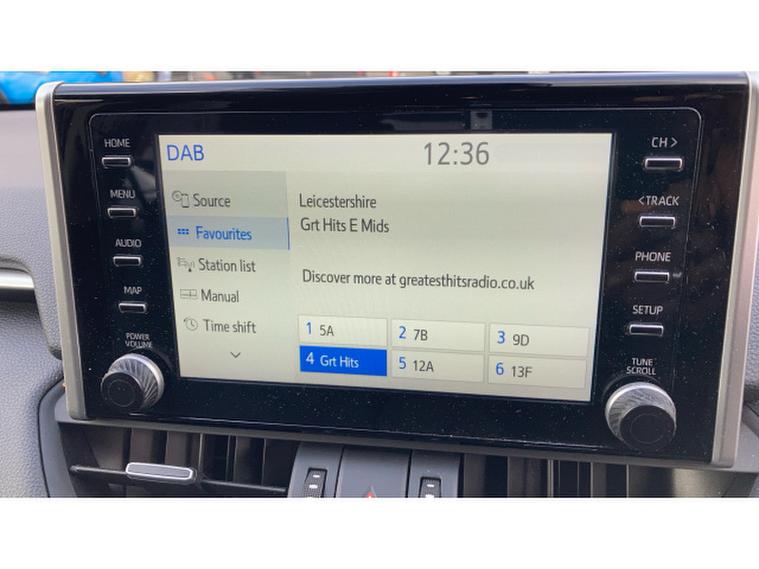 HOME
MENU
AUDIO
MAP
POWER
VOLUME
DAB
12:36
Source
Favourites
Station list
Manual
Time shift
Leicestershire
Grt Hits E Mids
Discover more at greatesthitsradio.co.uk
1 5A
2 7B
3 9D
4 Grt Hits
5 12A
6 13F
CH >
< TRACK
PHONE
SETUP
TUNE
SCROLL